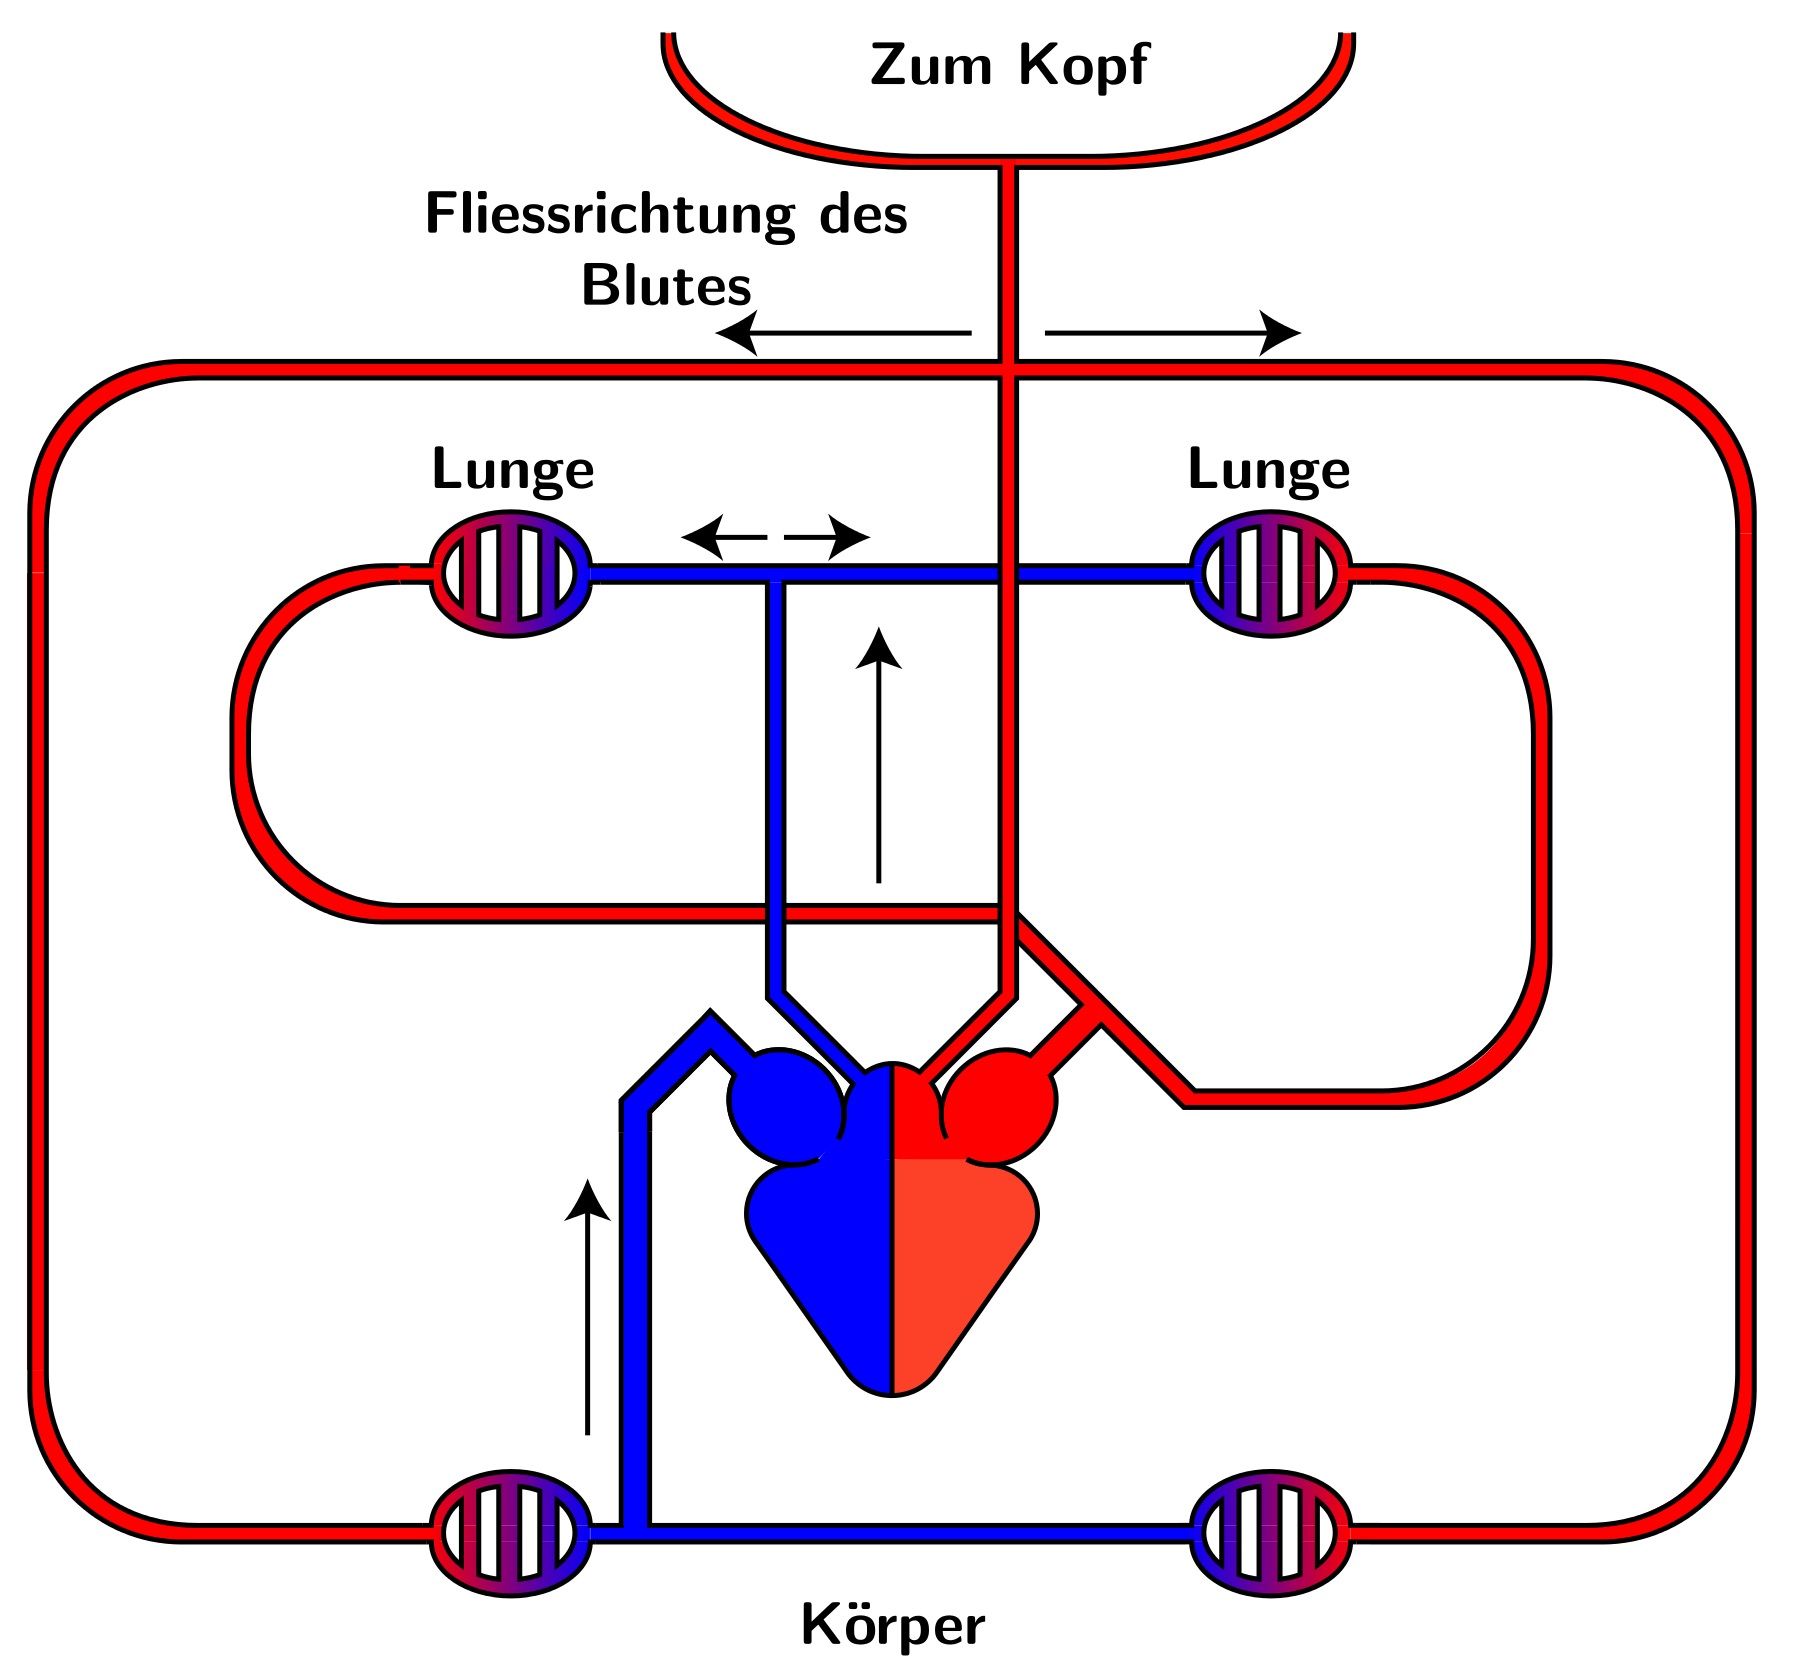 Zum Kopf
Fliessrichtung des
Blutes
Lunge
Lunge
Körper